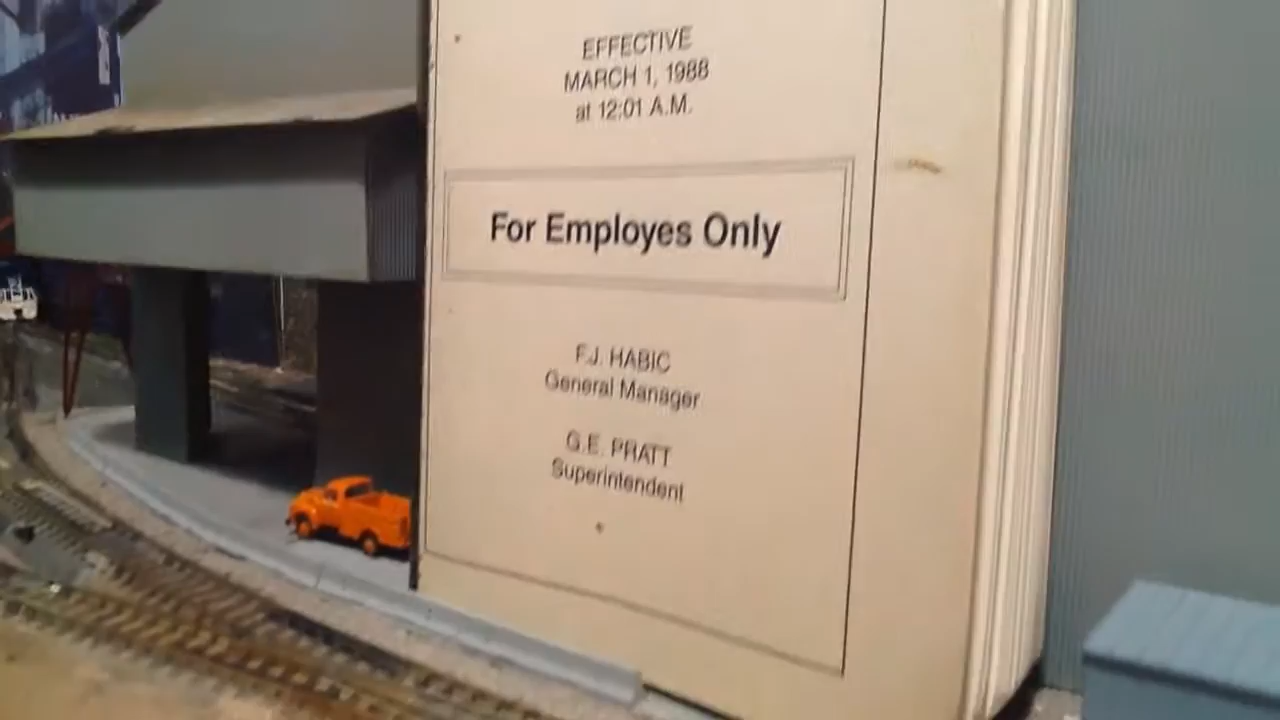 EFFECTIVE
MARCH 1, 1988
at 12:01 A.M.
For Employes Only
F.J. HABIC
General Manager
G.E. PRATT
Superintendent